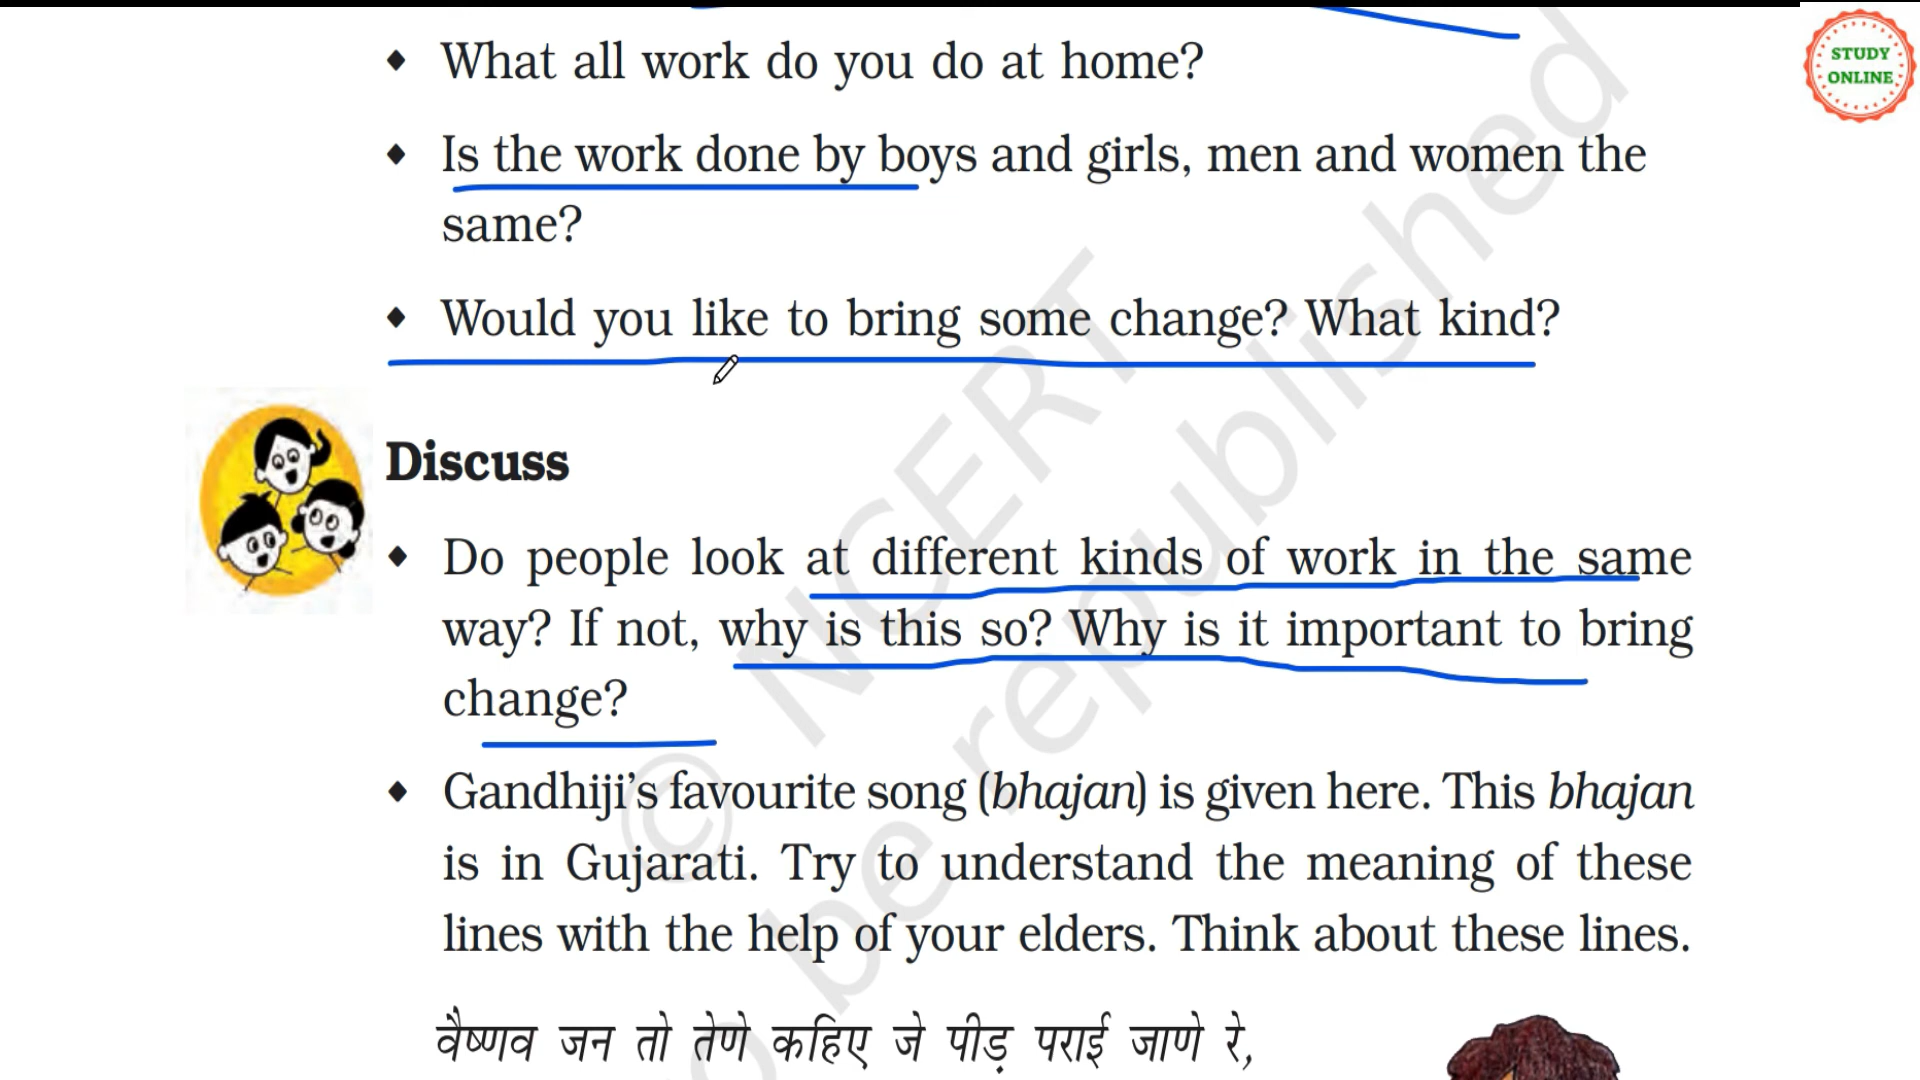 STUDY
ONLINE
♦ What all work do you do at home?
♦ Is the work done by boys and girls, men and women the
same?
♦ Would you like to bring some change? What kind?
Discuss
♦ Do people look at different kinds of work in the same
way? If not, why is this so? Why is it important to bring
change?
♦ Gandhiji’s favourite song (bhajan) is given here. This bhajan
is in Gujarati. Try to understand the meaning of these
lines with the help of your elders. Think about these lines.
वैष्णव जन तो तेणे कहिए जे पीड़ पराई जाणे रे,
© NCERT
o be republished